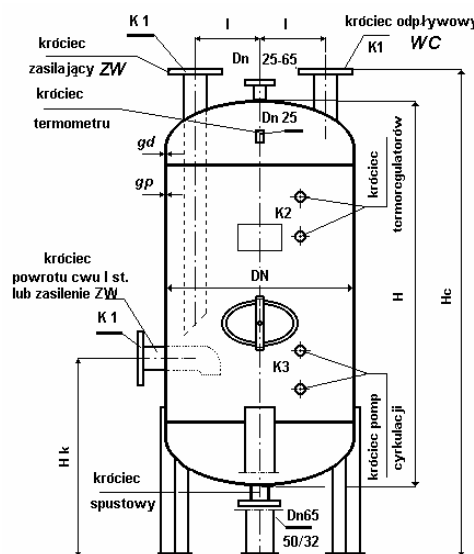 K 1
l
l
króciec odpływowy
K1
WC
króciec
zasilający ZW
Dn
25-65
króciec
termometru
Dn 25
gd
gp
króciec
termoregulatorów
K2
króciec
powrotu cwu I st.
lub zasilenie ZW
DN
H
Hc
K 1
K3
króciec pomp
cyrkulacji
H k
króciec
spustowy
Dn65
50/32